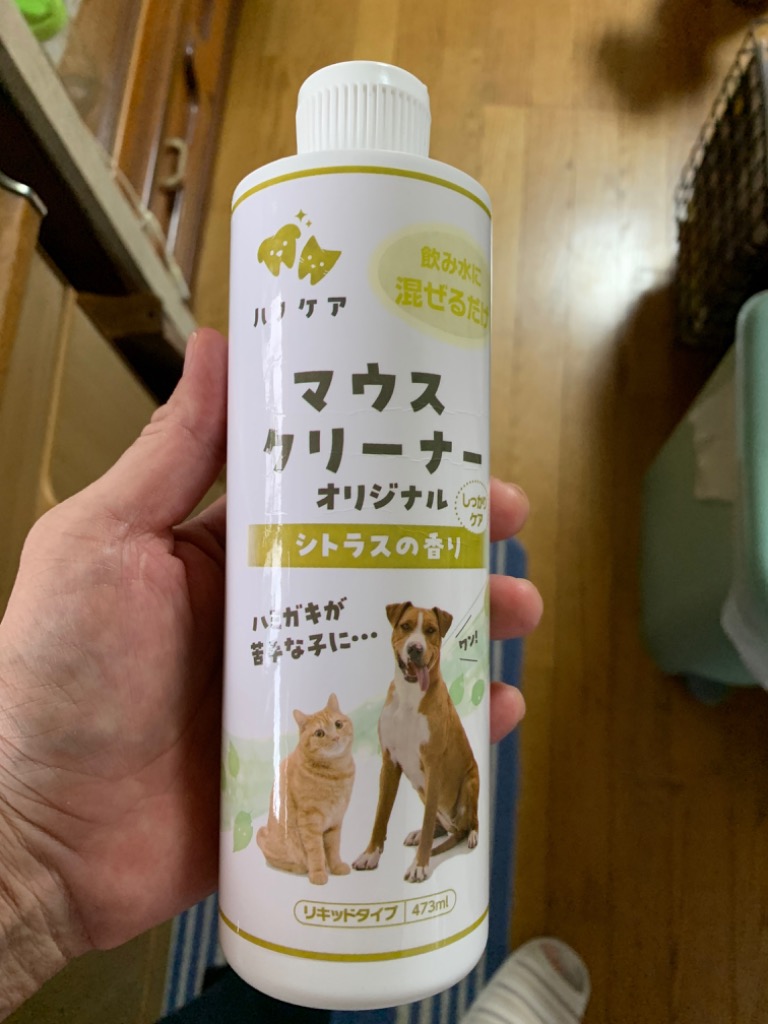 ハノケア
飲み水に
混ぜるだけ
マウス
クリーナー
オリジナル
しっかり
ケア
シトラスの香り
ハミガキが
苦手な子に…
ワン!
リキッドタイプ 473ml